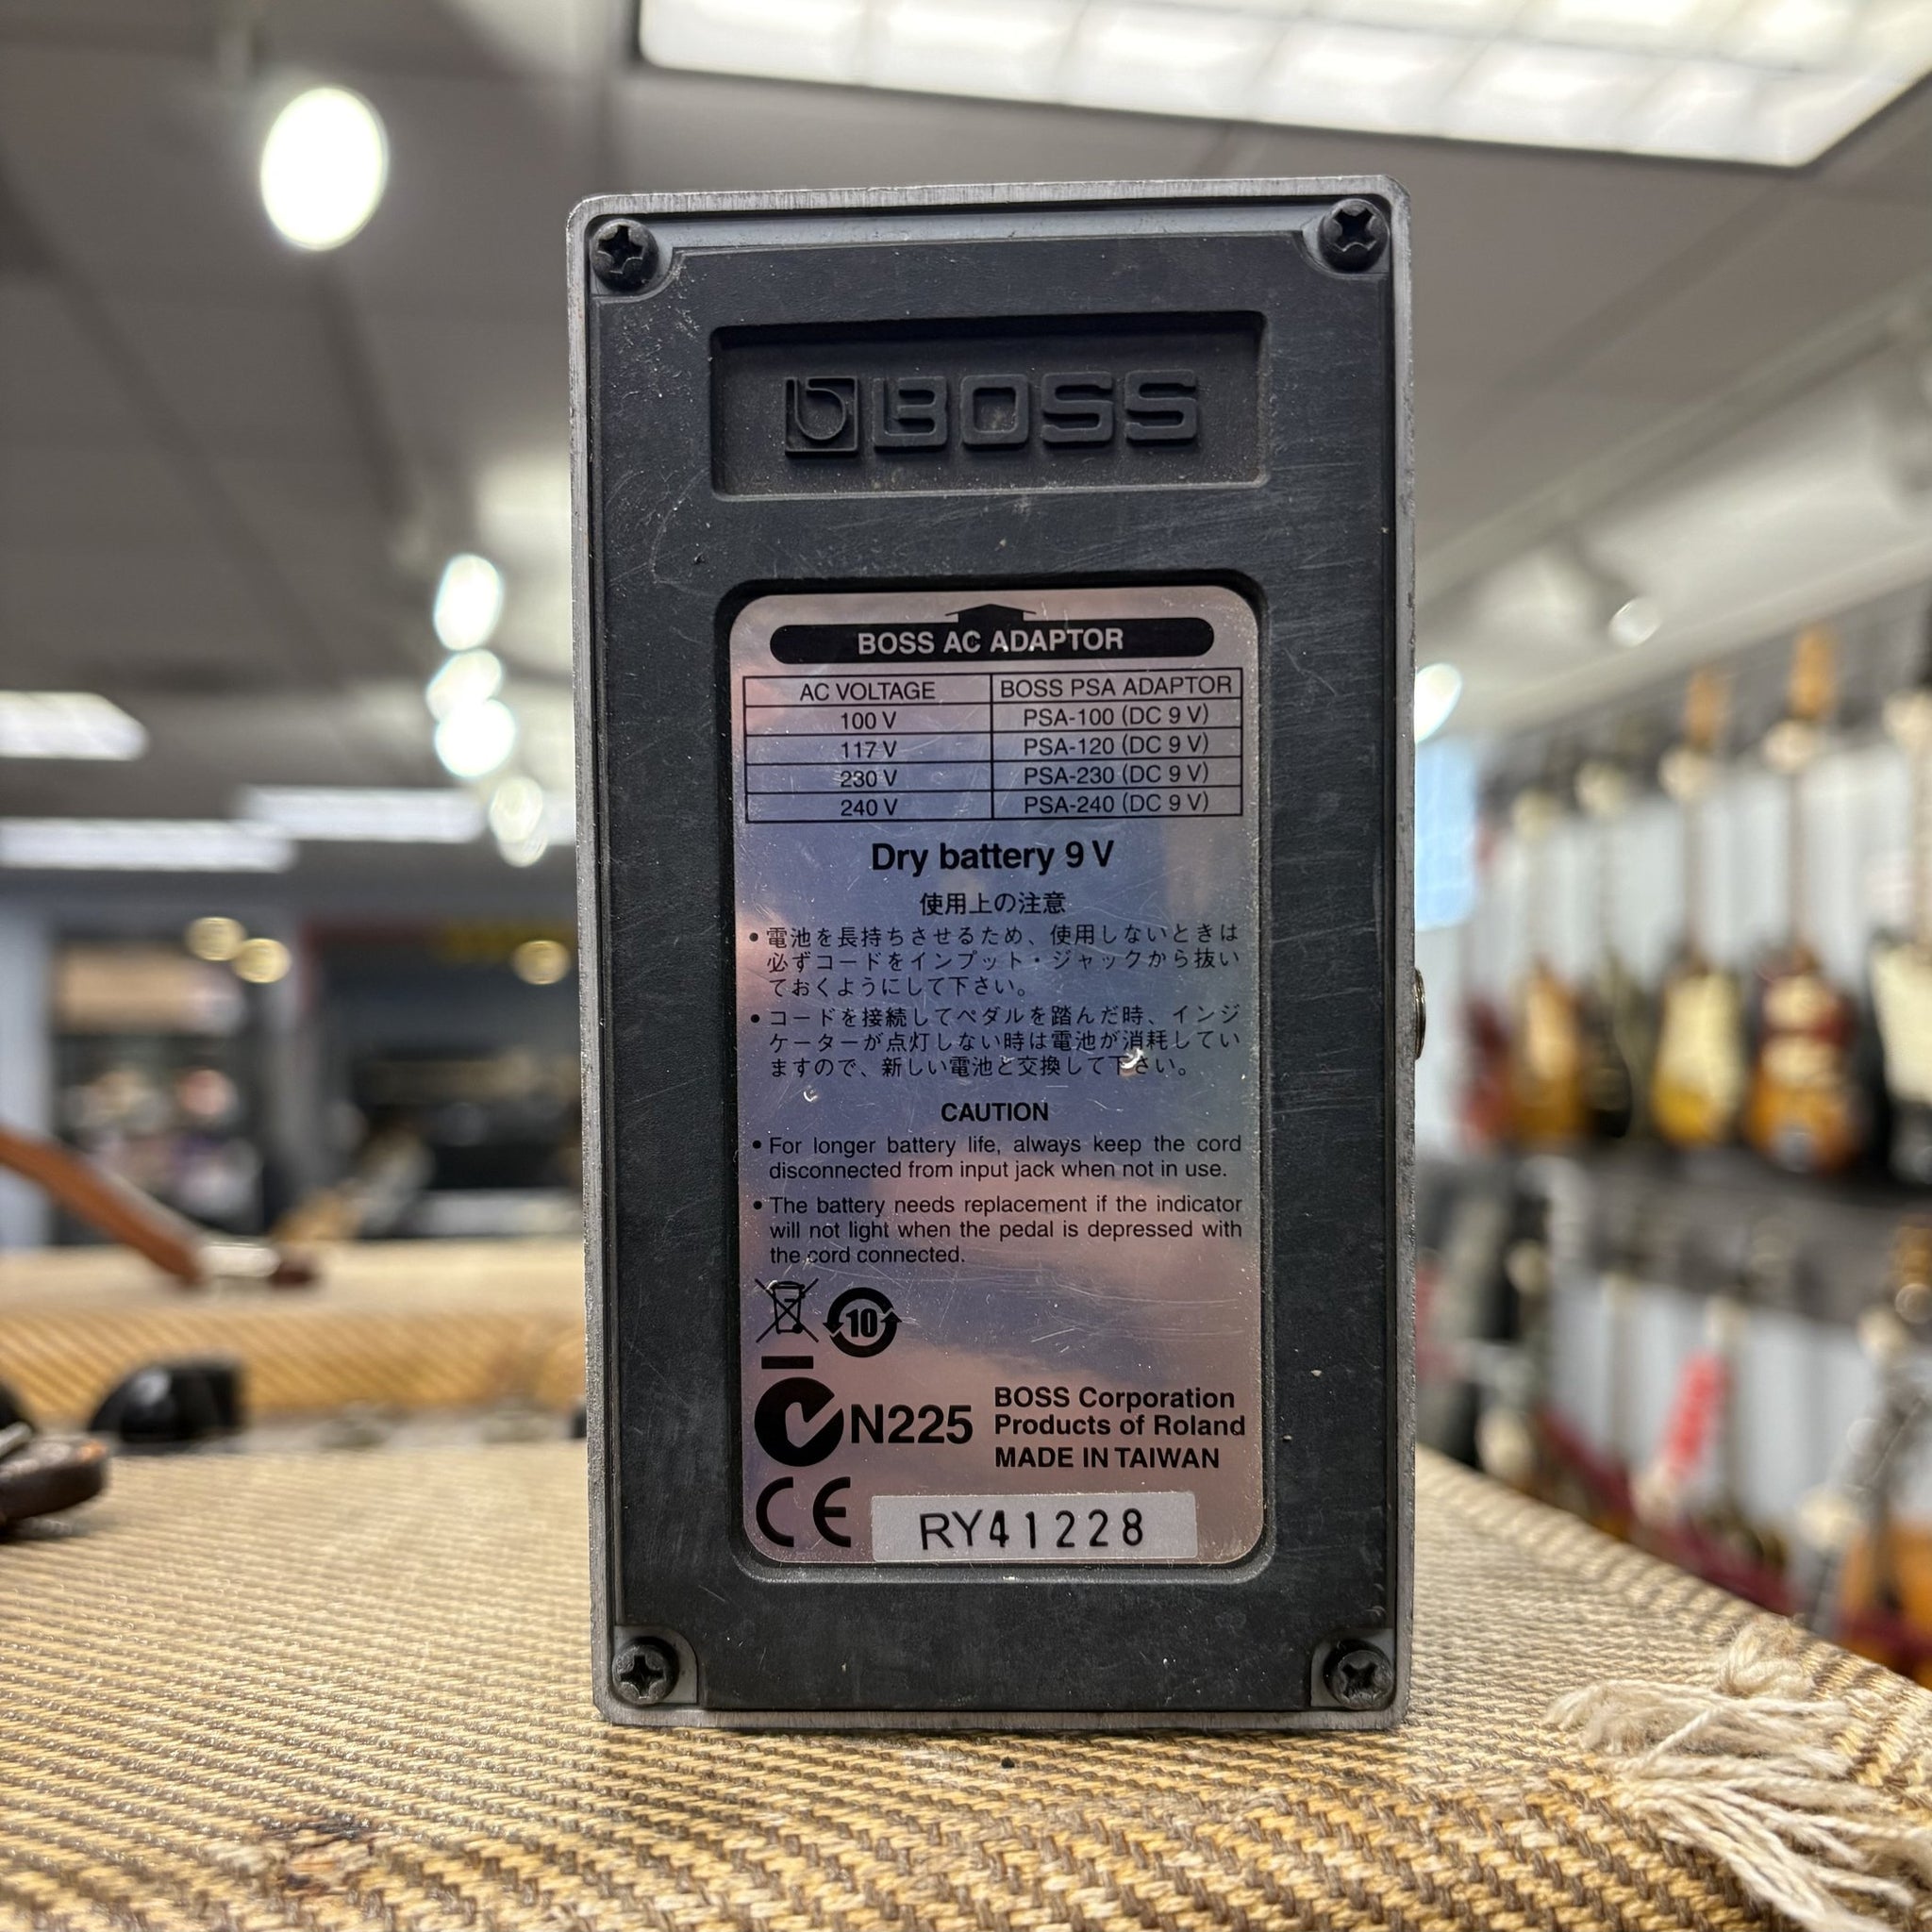 BOSS
BOSS AC ADAPTOR
AC VOLTAGE BOSS PSA ADAPTOR
100 V PSA-100 (DC 9 V)
117 V PSA-120 (DC 9 V)
230 V PSA-230 (DC 9 V)
240 V PSA-240 (DC 9 V)
Dry battery 9 V
使用上の注意
• 電池を長持ちさせるため、使用しないときは
必ずコードをインプット・ジャックから抜い
ておくようにして下さい。
• コードを接続してペダルを踏んだ時、インジ
ケーターが点灯しない時は電池が消耗してい
ますので、新しい電池と交換して下さい。
CAUTION
• For longer battery life, always keep the cord
disconnected from input jack when not in use.
• The battery needs replacement if the indicator
will not light when the pedal is depressed with
the cord connected.
10
N225
BOSS Corporation
Products of Roland
MADE IN TAIWAN
CE
RY41228